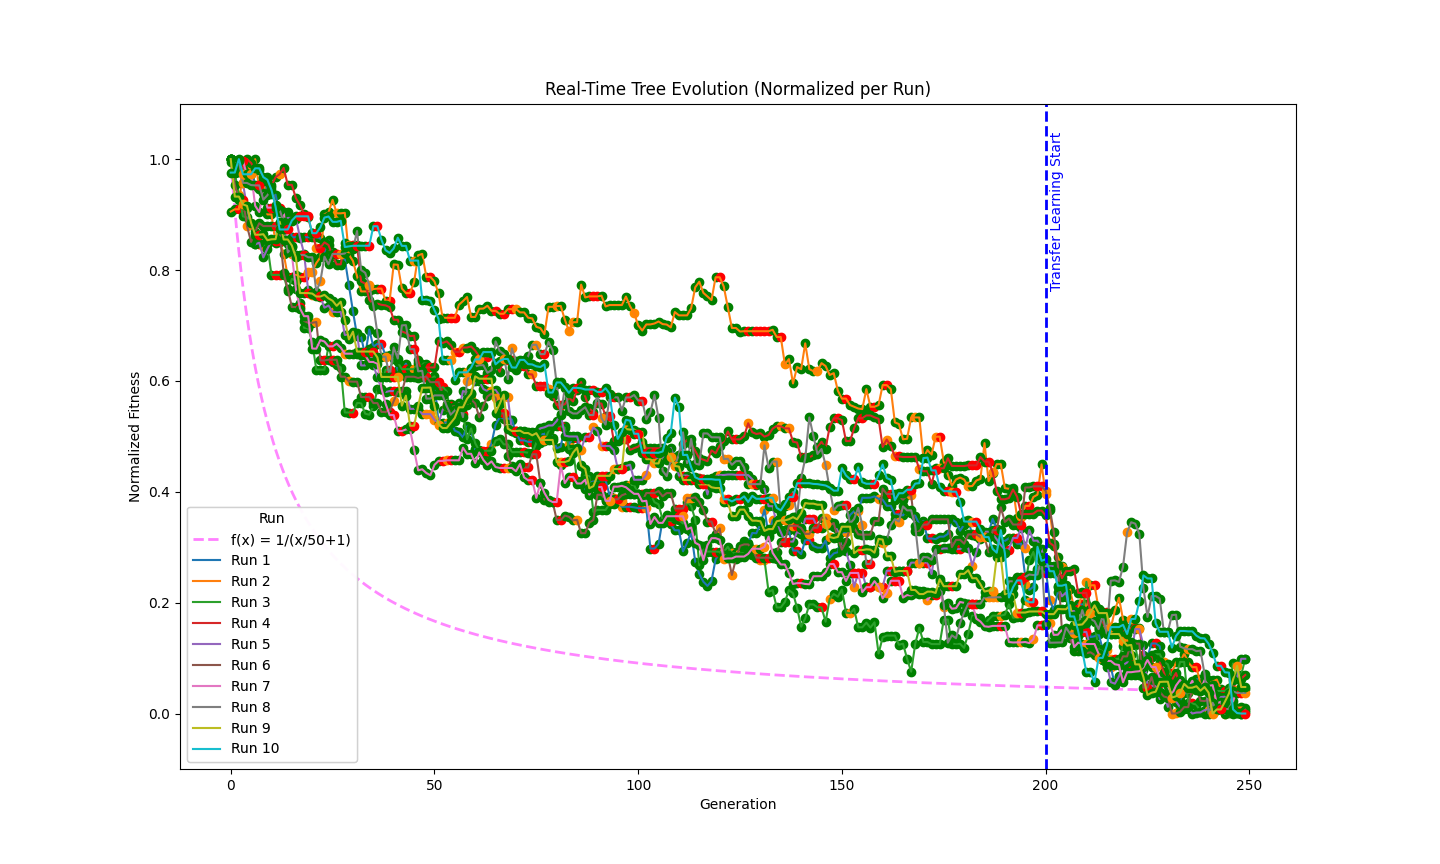 Real-Time Tree Evolution (Normalized per Run)
Normalized Fitness
1.0
0.8
0.6
0.4
0.2
0.0
Transfer Learning Start
Run
f(x) = 1/(x/50+1)
Run 1
Run 2
Run 3
Run 4
Run 5
Run 6
Run 7
Run 8
Run 9
Run 10
0 50 100 150 200 250
Generation